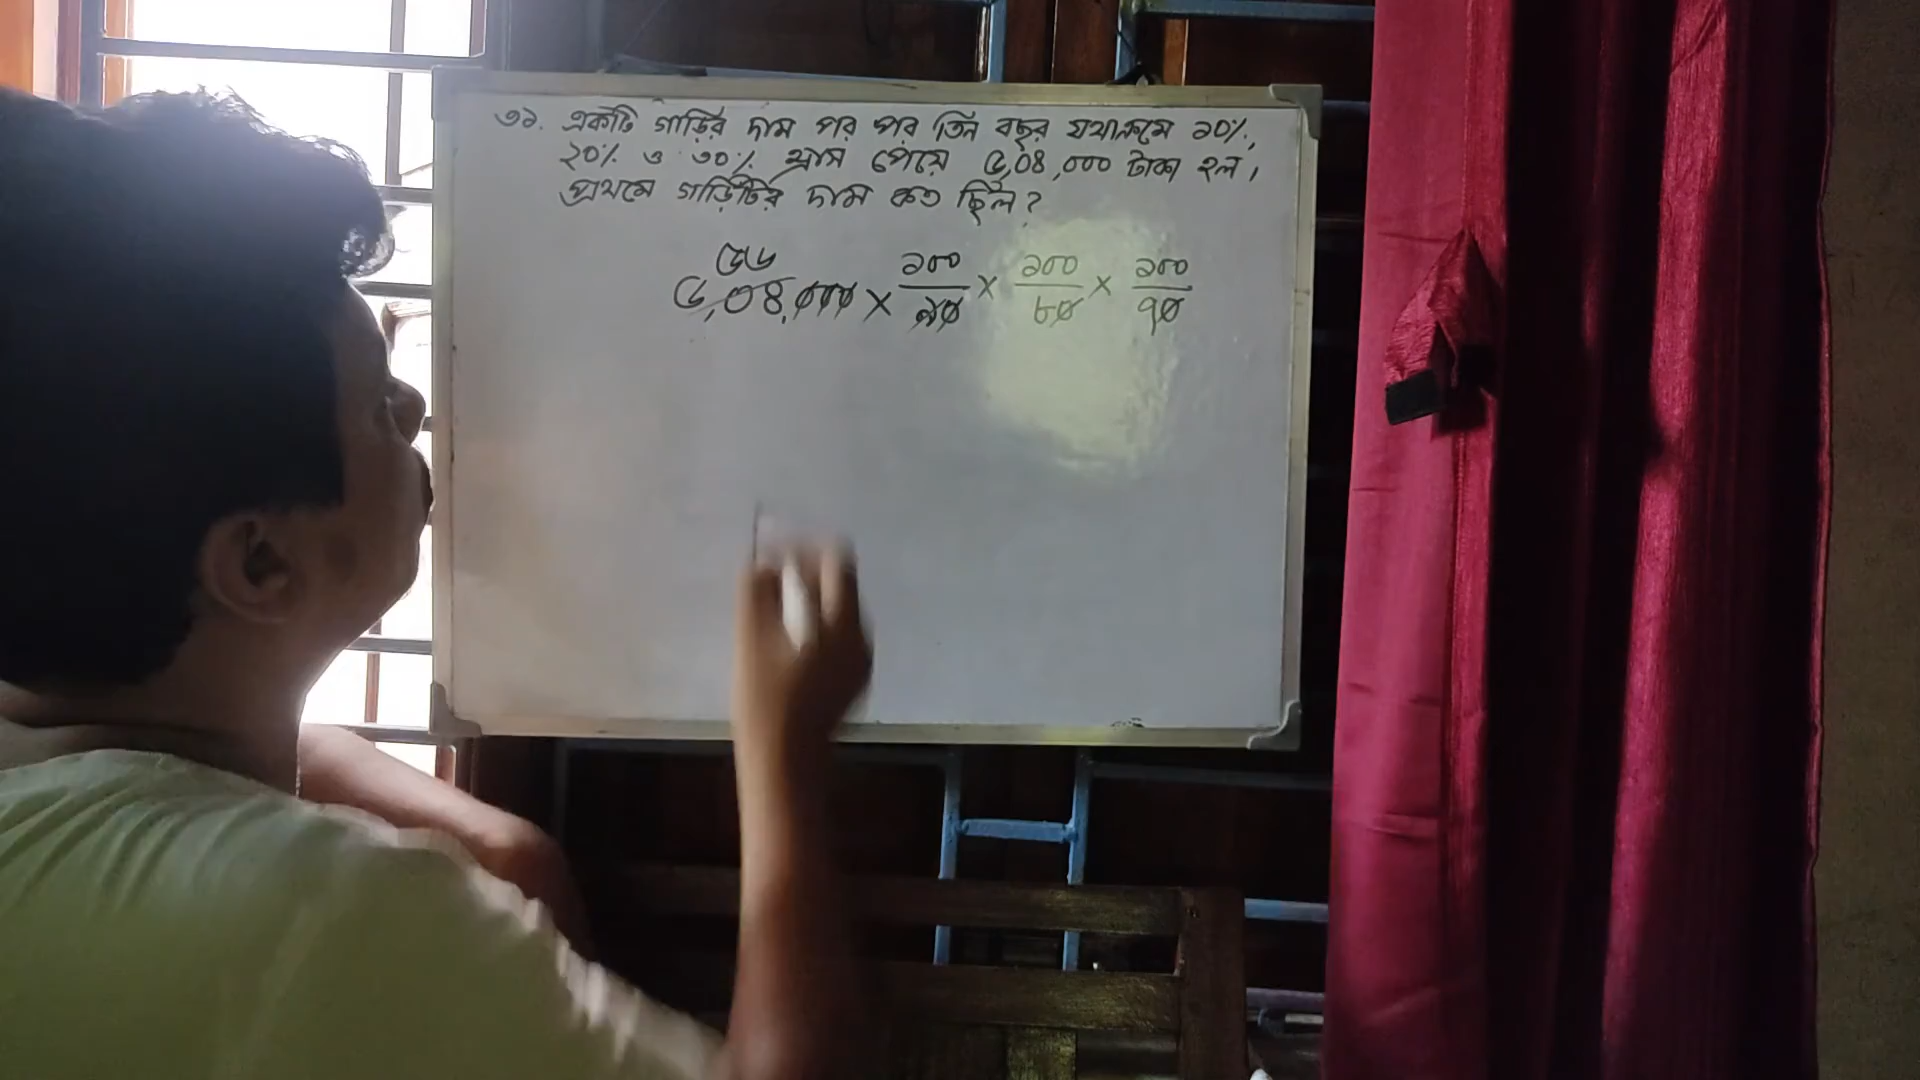 ৩১. একটি গাড়ির দাম পর পর তিন বছর যথাক্রমে ১০%,
২০% ও ৩০% হ্রাস পেয়ে ৫,০৪,০০০ টাকা হল।
প্রথমে গাড়িটির দাম কত ছিল?
৫৬
৫,০৪,০০০ × ১০০/৯০ × ১০০/৮০ × ১০০/৭০